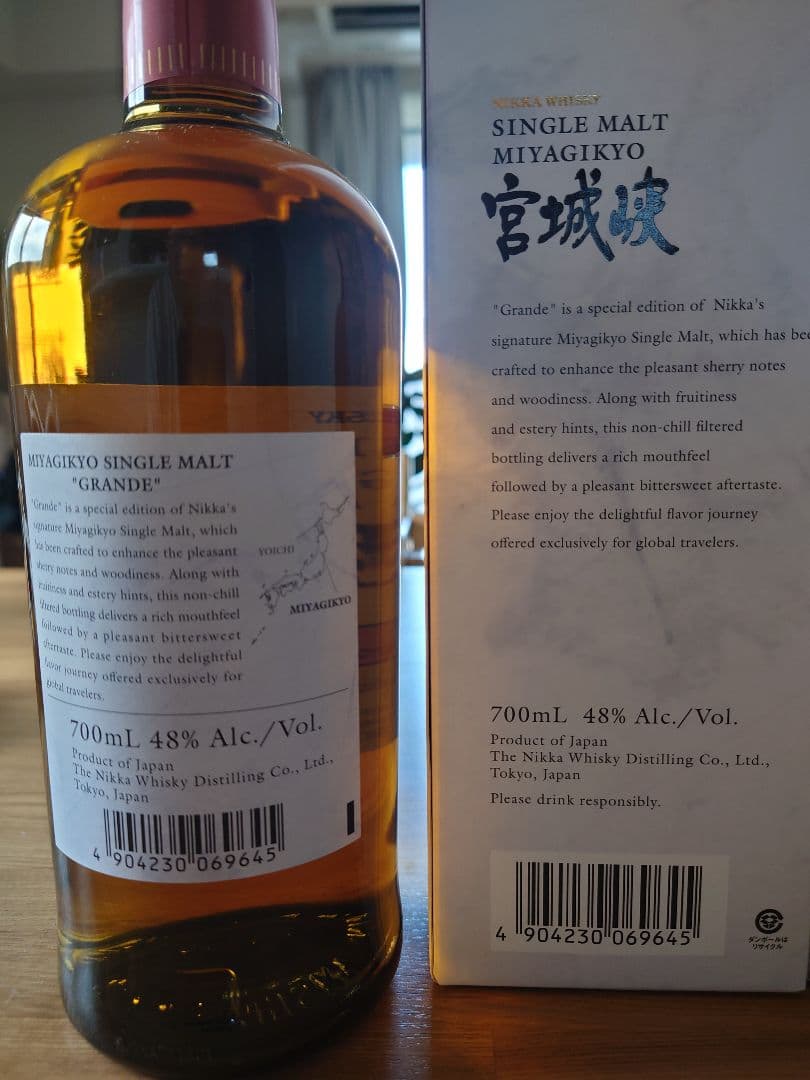 MIYAGIKYO SINGLE MALT
"GRANDE"
"Grande" is a special edition of Nikka's
signature Miyagikyo Single Malt, which
has been crafted to enhance the pleasant
sherry notes and woodiness. Along with
fruitiness and estery hints, this non-chill
filtered bottling delivers a rich mouthfeel
followed by a pleasant bittersweet
aftertaste. Please enjoy the delightful
flavor journey offered exclusively for
global travelers.
YOICHI
MIYAGIKYO
700mL 48% Alc./Vol.
Product of Japan
The Nikka Whisky Distilling Co., Ltd.,
Tokyo, Japan
4 904230 069645
NIKKA WHISKY
SINGLE MALT
MIYAGIKYO
宮城峡
"Grande" is a special edition of Nikka's
signature Miyagikyo Single Malt, which has bee
crafted to enhance the pleasant sherry notes
and woodiness. Along with fruitiness
and estery hints, this non-chill filtered
bottling delivers a rich mouthfeel
followed by a pleasant bittersweet aftertaste.
Please enjoy the delightful flavor journey
offered exclusively for global travelers.
700mL 48% Alc./Vol.
Product of Japan
The Nikka Whisky Distilling Co., Ltd.,
Tokyo, Japan
Please drink responsibly.
4 904230 069645
ダンボールは
リサイクル